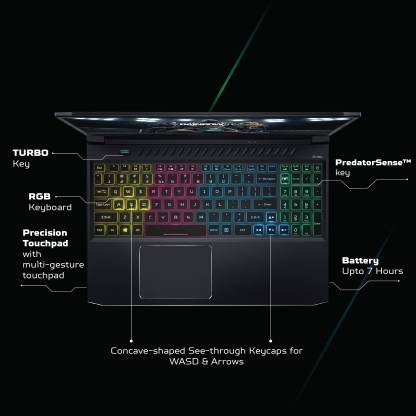 TURBO
Key
RGB
Keyboard
Precision
Touchpad
with
multi-gesture
touchpad
PredatorSense™
key
Battery
Upto 7 Hours
Concave-shaped See-through Keycaps for
WASD & Arrows